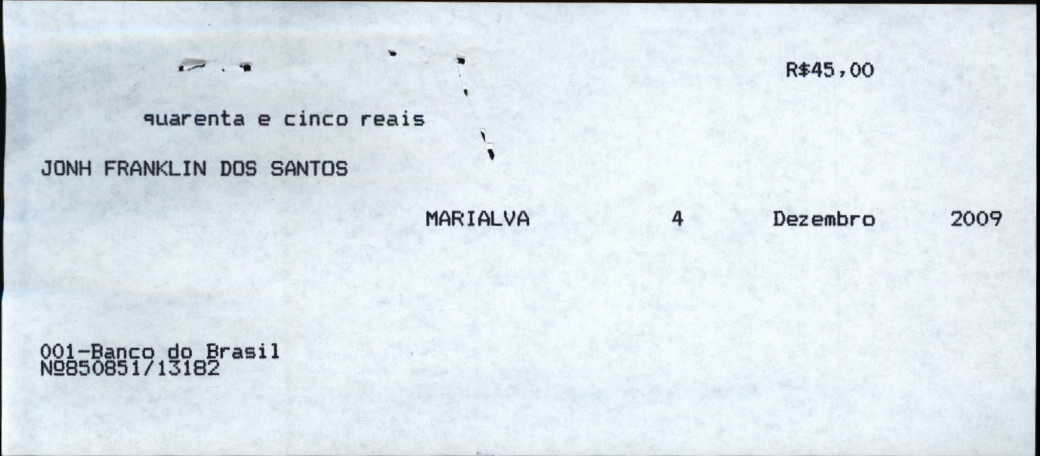 R$45,00
quarenta e cinco reais
JONH FRANKLIN DOS SANTOS
MARIALVA 4 Dezembro 2009
001-Banco do Brasil
Nº850851/13182